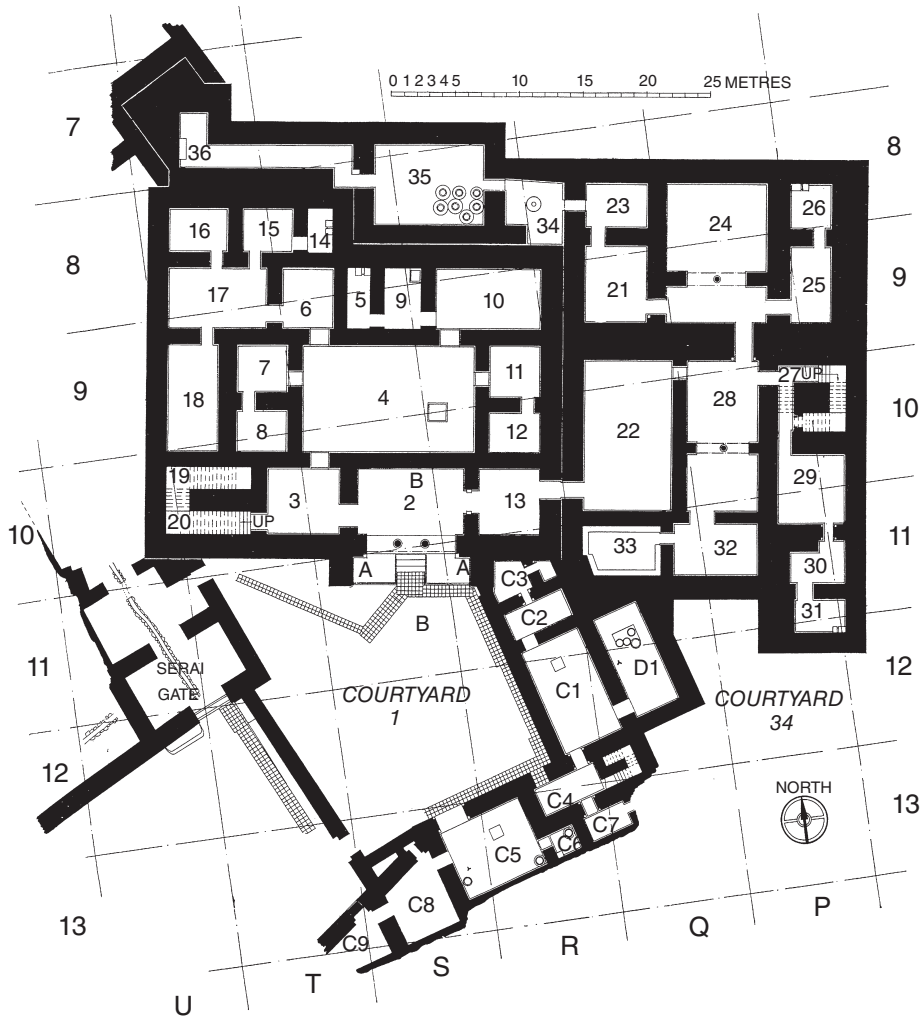 0 1 2 3 4 5 10 15 20 25 METRES
7
8
36
35
34
23
24
26
16
15
14
8
9
17
6
5
9
10
21
25
7
4
11
9
10
18
8
12
22
28
27 UP
29
19
20 UP
3
B
2
13
10
11
33
32
30
31
A
A
C3
C2
B
11
12
SERAI
GATE
COURTYARD
1
C1
D1
COURTYARD
34
12
13
C4
C7
C6
C5
NORTH
C8
C9
13
U
T
S
R
Q
P